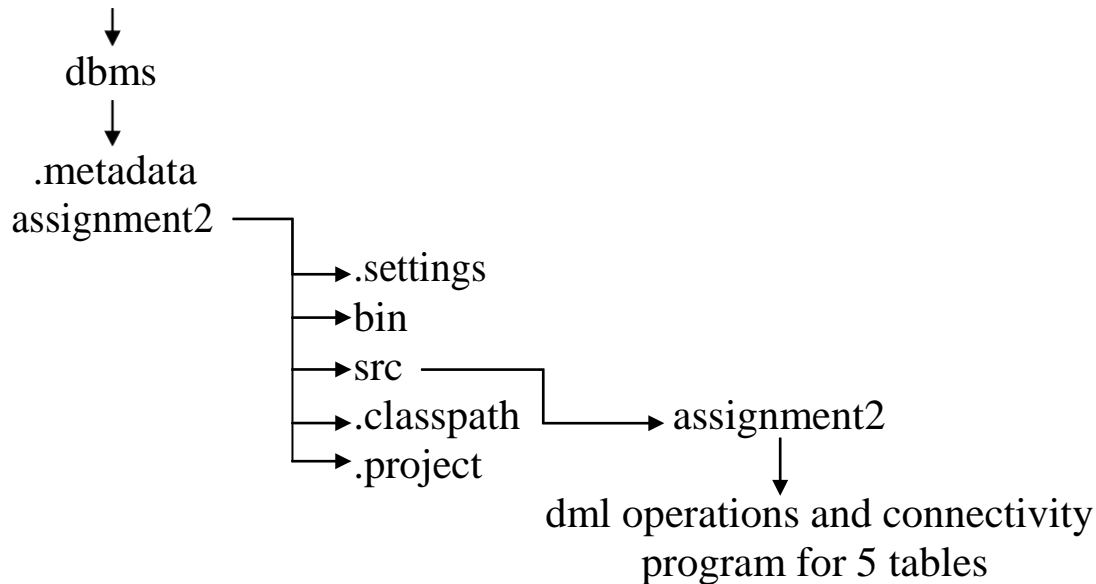 dbms
.metadata
assignment2
.settings
bin
src
.classpath
assignment2
.project
dml operations and connectivity
program for 5 tables